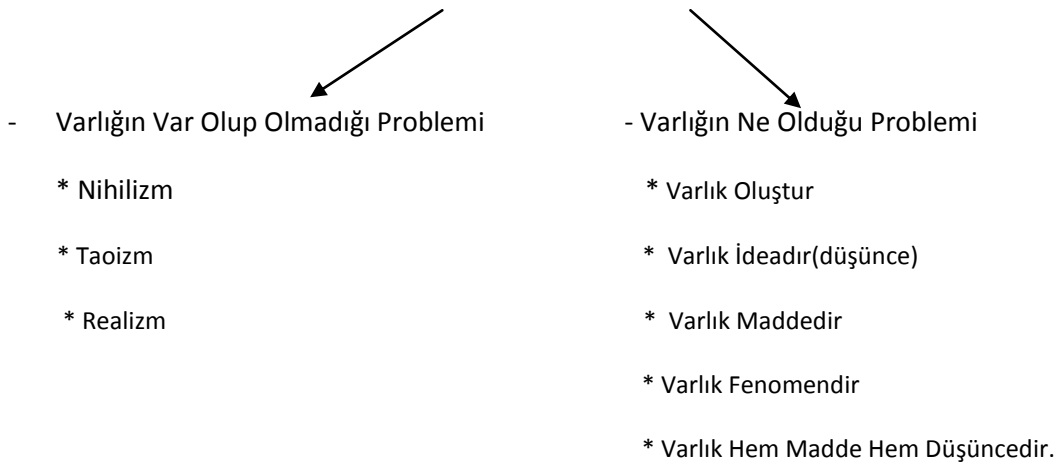 - Varlığın Var Olup Olmadığı Problemi
* Nihilizm
* Taoizm
* Realizm
- Varlığın Ne Olduğu Problemi
* Varlık Oluştur
* Varlık İdeadır(düşünce)
* Varlık Maddedir
* Varlık Fenomendir
* Varlık Hem Madde Hem Düşüncedir.